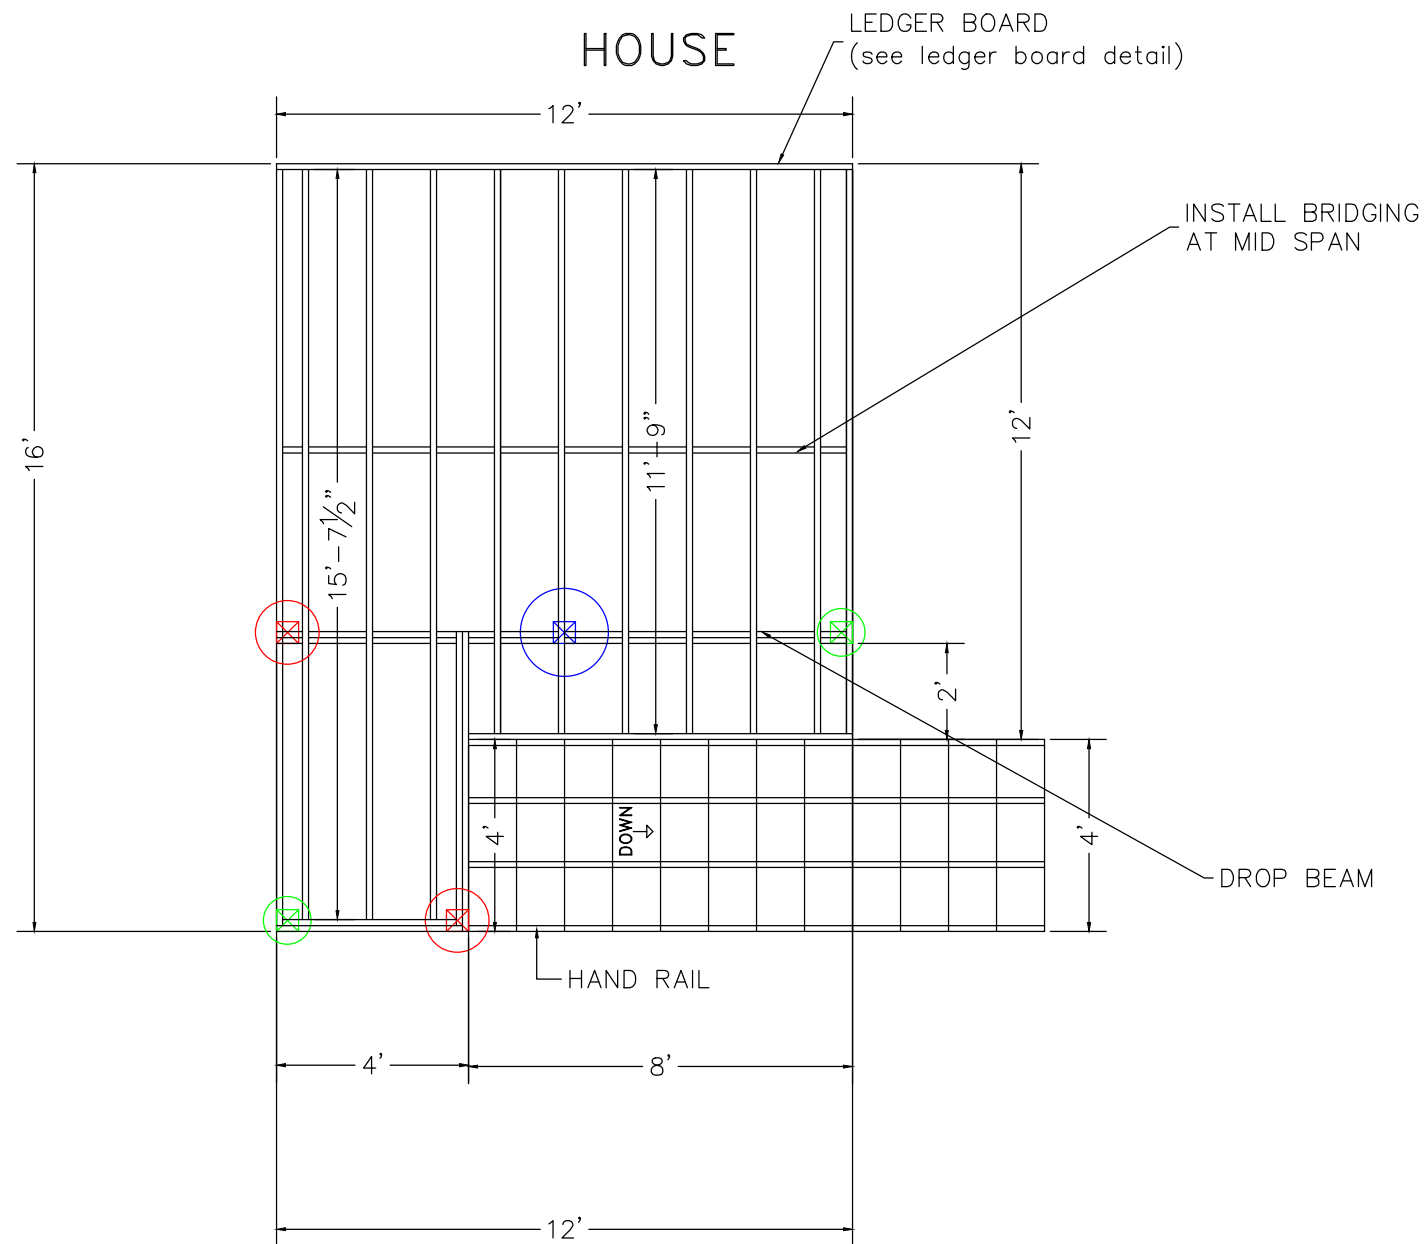 HOUSE
LEDGER BOARD
(see ledger board detail)
12'
INSTALL BRIDGING
AT MID SPAN
16'
12'
11'-9"
15'-7½"
2'
DOWN
4'
4'
DROP BEAM
HAND RAIL
4'
8'
12'